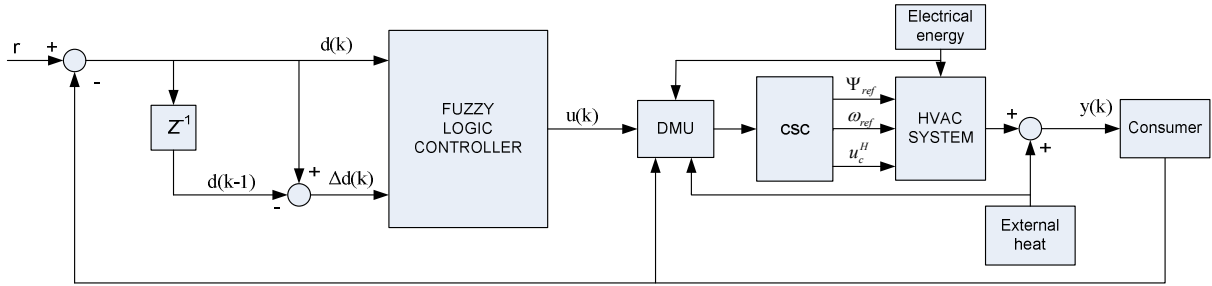 Electrical
energy
r
+
-
d(k)
Z⁻¹
d(k-1)
+
-
Δd(k)
FUZZY
LOGIC
CONTROLLER
u(k)
DMU
CSC
Ψref
ωref
u_c^H
HVAC
SYSTEM
+
+
y(k)
Consumer
External
heat